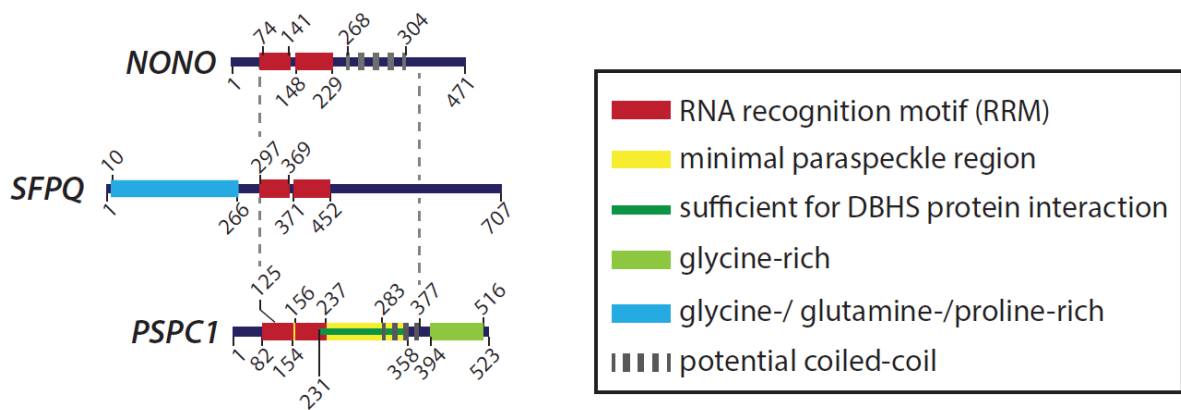 74 141 268 304
NONO
1 148 229 471
10 297 369
SFPQ
1 266 371 452 707
125 156 237 283 377 516
PSPC1
1 82 154 231 358 394 523
RNA recognition motif (RRM)
minimal paraspeckle region
sufficient for DBHS protein interaction
glycine-rich
glycine-/ glutamine-/proline-rich
potential coiled-coil